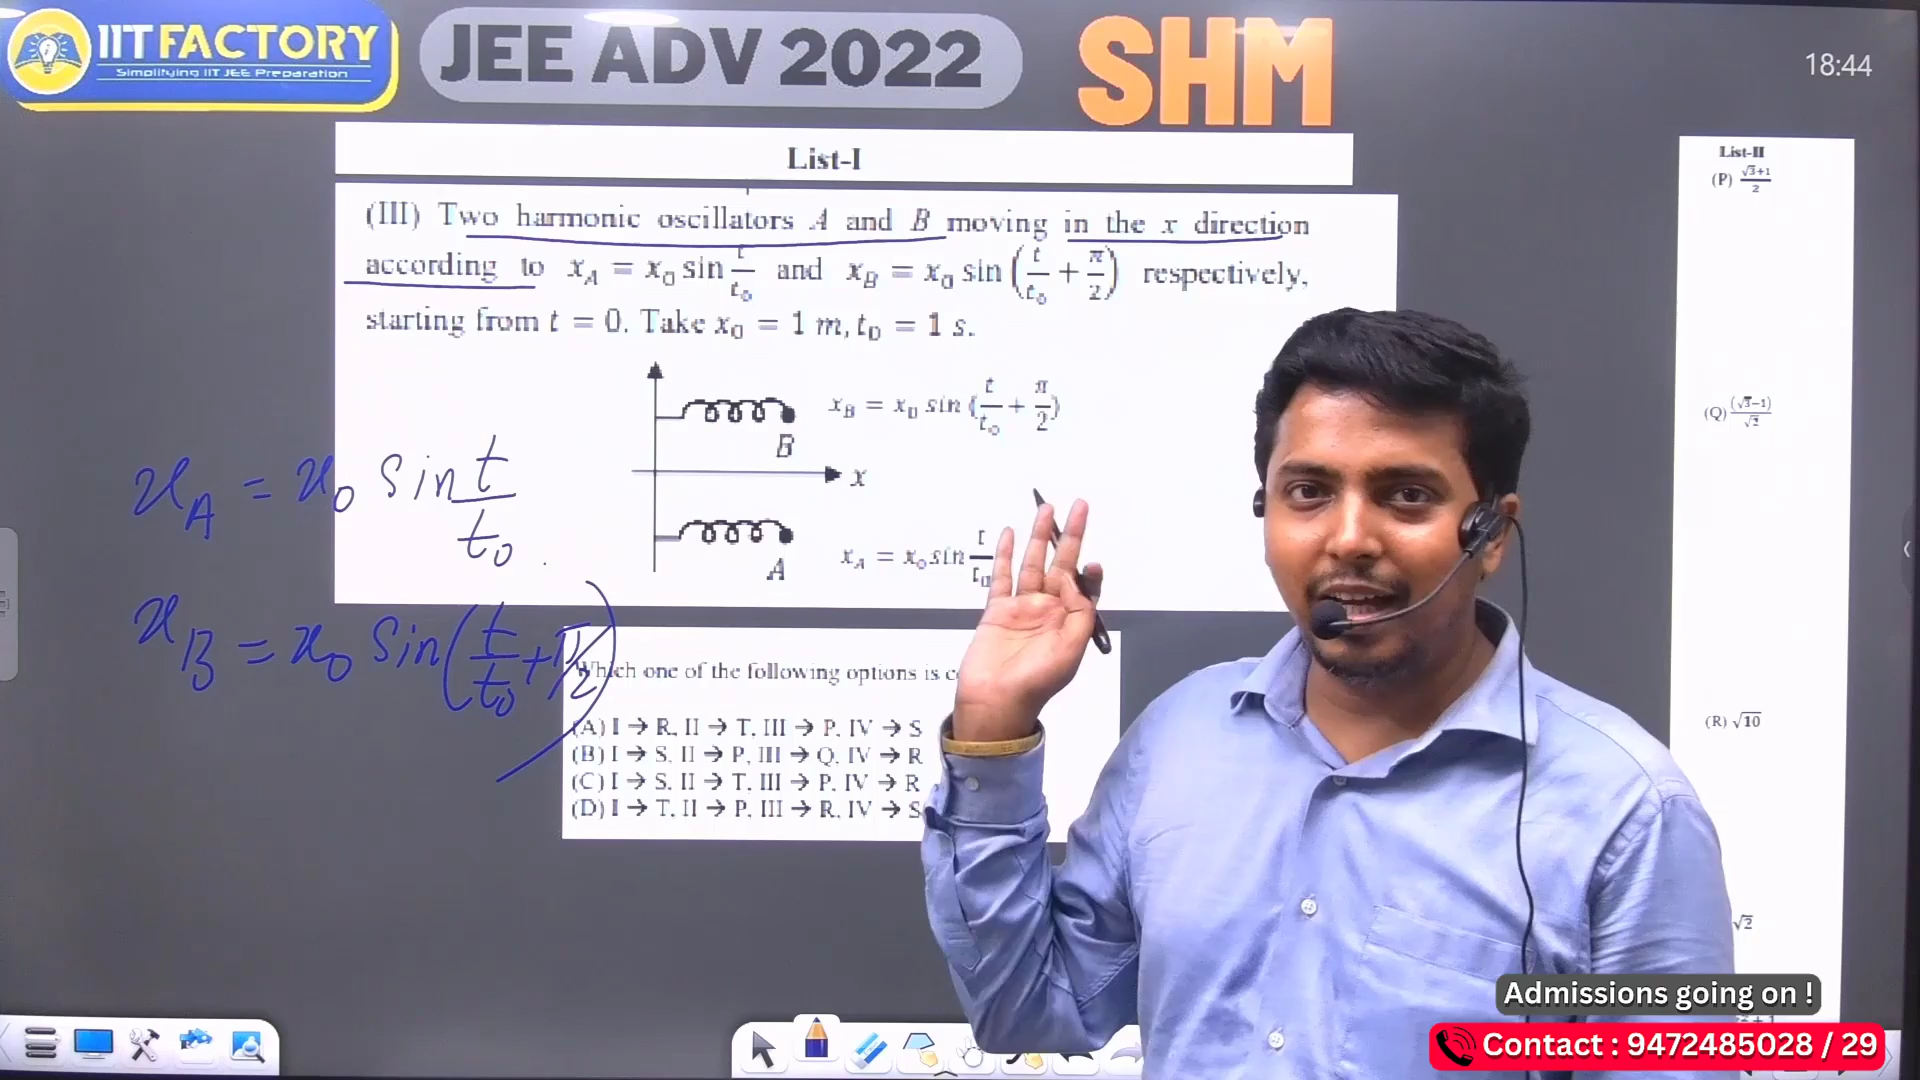 IIT FACTORY
Simplifying IIT JEE Preparation
JEE ADV 2022
SHM
18:44
List-I
(III) Two harmonic oscillators A and B moving in the x direction
according to x_A = x_0 sin t/t_0 and x_B = x_0 sin (t/t_0 + π/2) respectively,
starting from t = 0. Take x_0 = 1 m, t_0 = 1 s.
x_B = x_0 sin (t/t_0 + π/2)
B
x
A
x_A = x_0 sin t/t_0
x_A = x_0 sin t/t_0
x_B = x_0 sin (t/t_0 + π/2)
Which one of the following options is
(A) I → R, II → T, III → P, IV → S
(B) I → S, II → P, III → Q, IV → R
(C) I → S, II → T, III → P, IV → R
(D) I → T, II → P, III → R, IV → S
List-II
(P) √3+1/2
(Q) (√3-1)/√2
(R) √10
√2
Admissions going on !
Contact : 9472485028 / 29